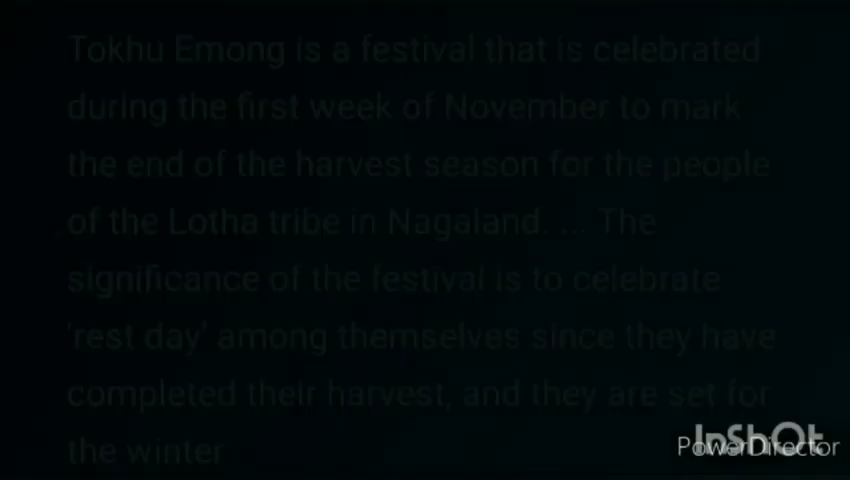 Tokhu Emong is a festival that is celebrated
during the first week of November to mark
the end of the harvest season for the people
of the Lotha tribe in Nagaland. ... The
significance of the festival is to celebrate
'rest day' among themselves since they have
completed their harvest, and they are set for
the winter
InShOt
PowerDirector